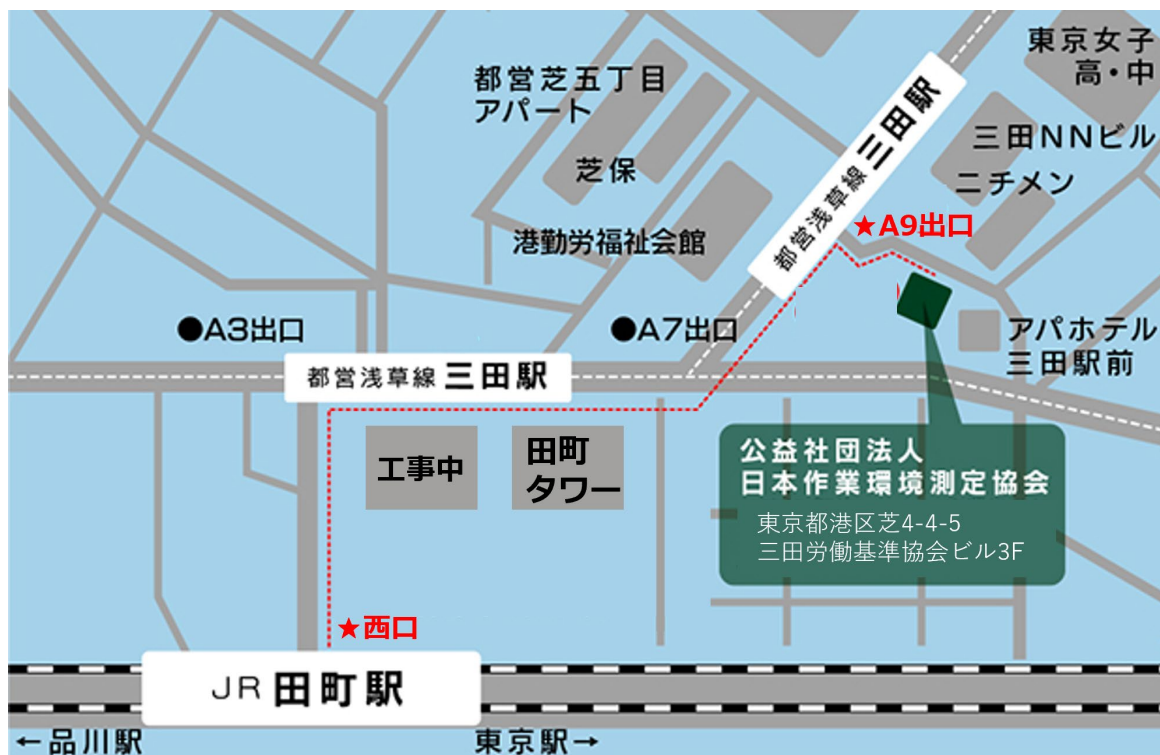 東京女子
高・中
都営芝五丁目
アパート
三田NNビル
芝保
ニチメン
都営浅草線 三田駅
★A9出口
港勤労福祉会館
●A3出口
●A7出口
アパホテル
三田駅前
都営浅草線 三田駅
工事中
田町
タワー
公益社団法人
日本作業環境測定協会
東京都港区芝4-4-5
三田労働基準協会ビル3F
★西口
JR 田町駅
←品川駅
東京駅→